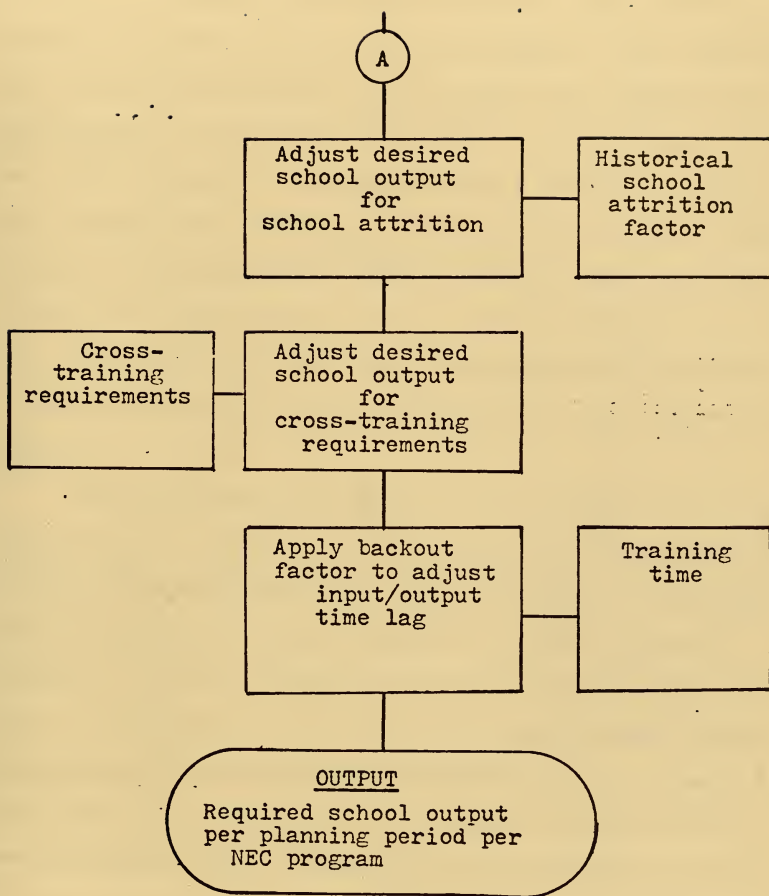 A
Adjust desired
school output
for
school attrition
Historical
school
attrition
factor
Cross-
training
requirements
Adjust desired
school output
for
cross-training
requirements
Apply backout
factor to adjust
input/output
time lag
Training
time
OUTPUT
Required school output
per planning period per
NEC program